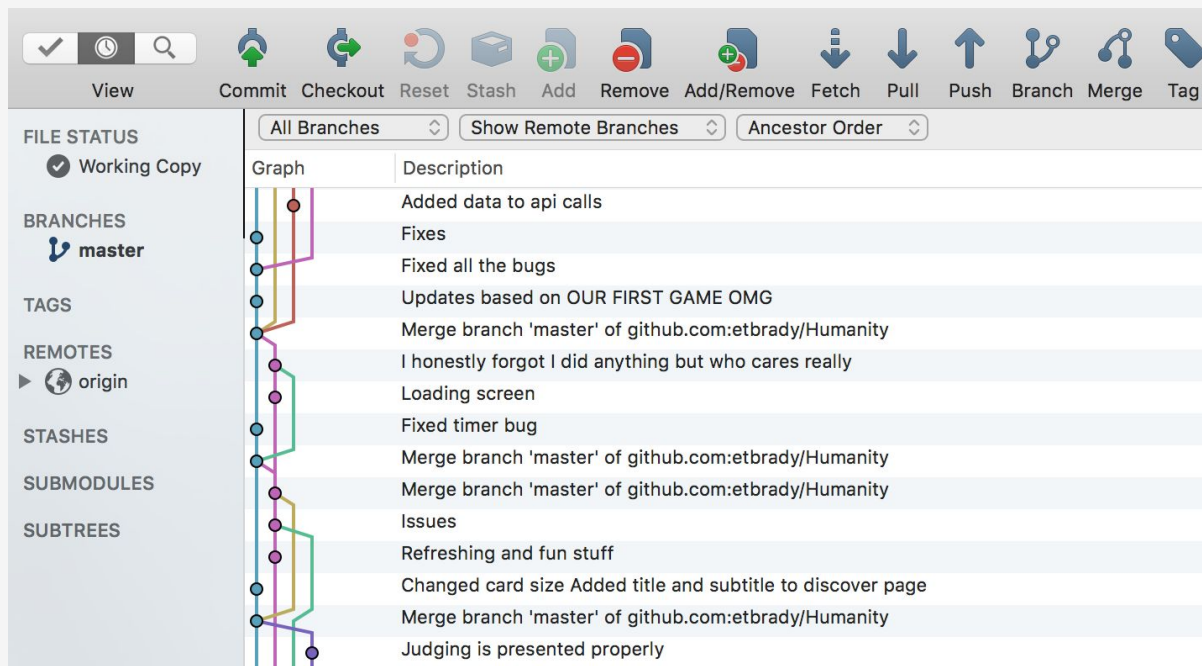 View
Commit Checkout Reset Stash Add Remove Add/Remove Fetch Pull Push Branch Merge Tag
All Branches Show Remote Branches Ancestor Order
FILE STATUS
Working Copy
BRANCHES
master
TAGS
REMOTES
origin
STASHES
SUBMODULES
SUBTREES
Graph Description
Added data to api calls
Fixes
Fixed all the bugs
Updates based on OUR FIRST GAME OMG
Merge branch 'master' of github.com:etbrady/Humanity
I honestly forgot I did anything but who cares really
Loading screen
Fixed timer bug
Merge branch 'master' of github.com:etbrady/Humanity
Merge branch 'master' of github.com:etbrady/Humanity
Issues
Refreshing and fun stuff
Changed card size Added title and subtitle to discover page
Merge branch 'master' of github.com:etbrady/Humanity
Judging is presented properly